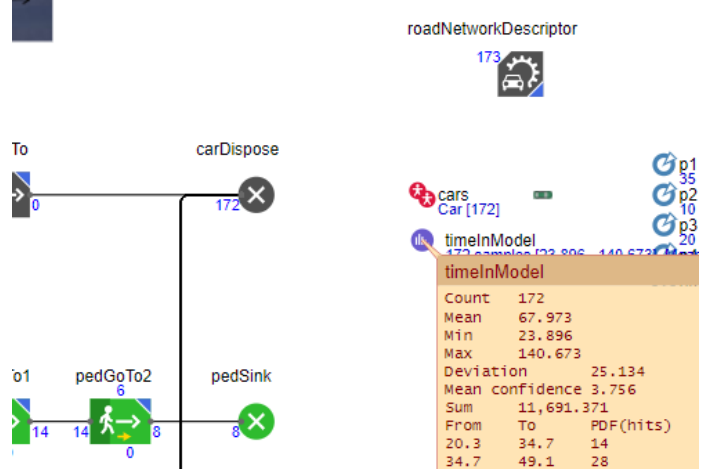 roadNetworkDescriptor
173
To
carDispose
0
172
cars
Car [172]
timeInModel
p1
35
p2
10
p3
20
timeInModel
Count 172
Mean 67.973
Min 23.896
Max 140.673
Deviation 25.134
Mean confidence 3.756
Sum 11,691.371
From To PDF(hits)
20.3 34.7 14
34.7 49.1 28
o1
pedGoTo2
pedSink
6
14
14
8
8
0